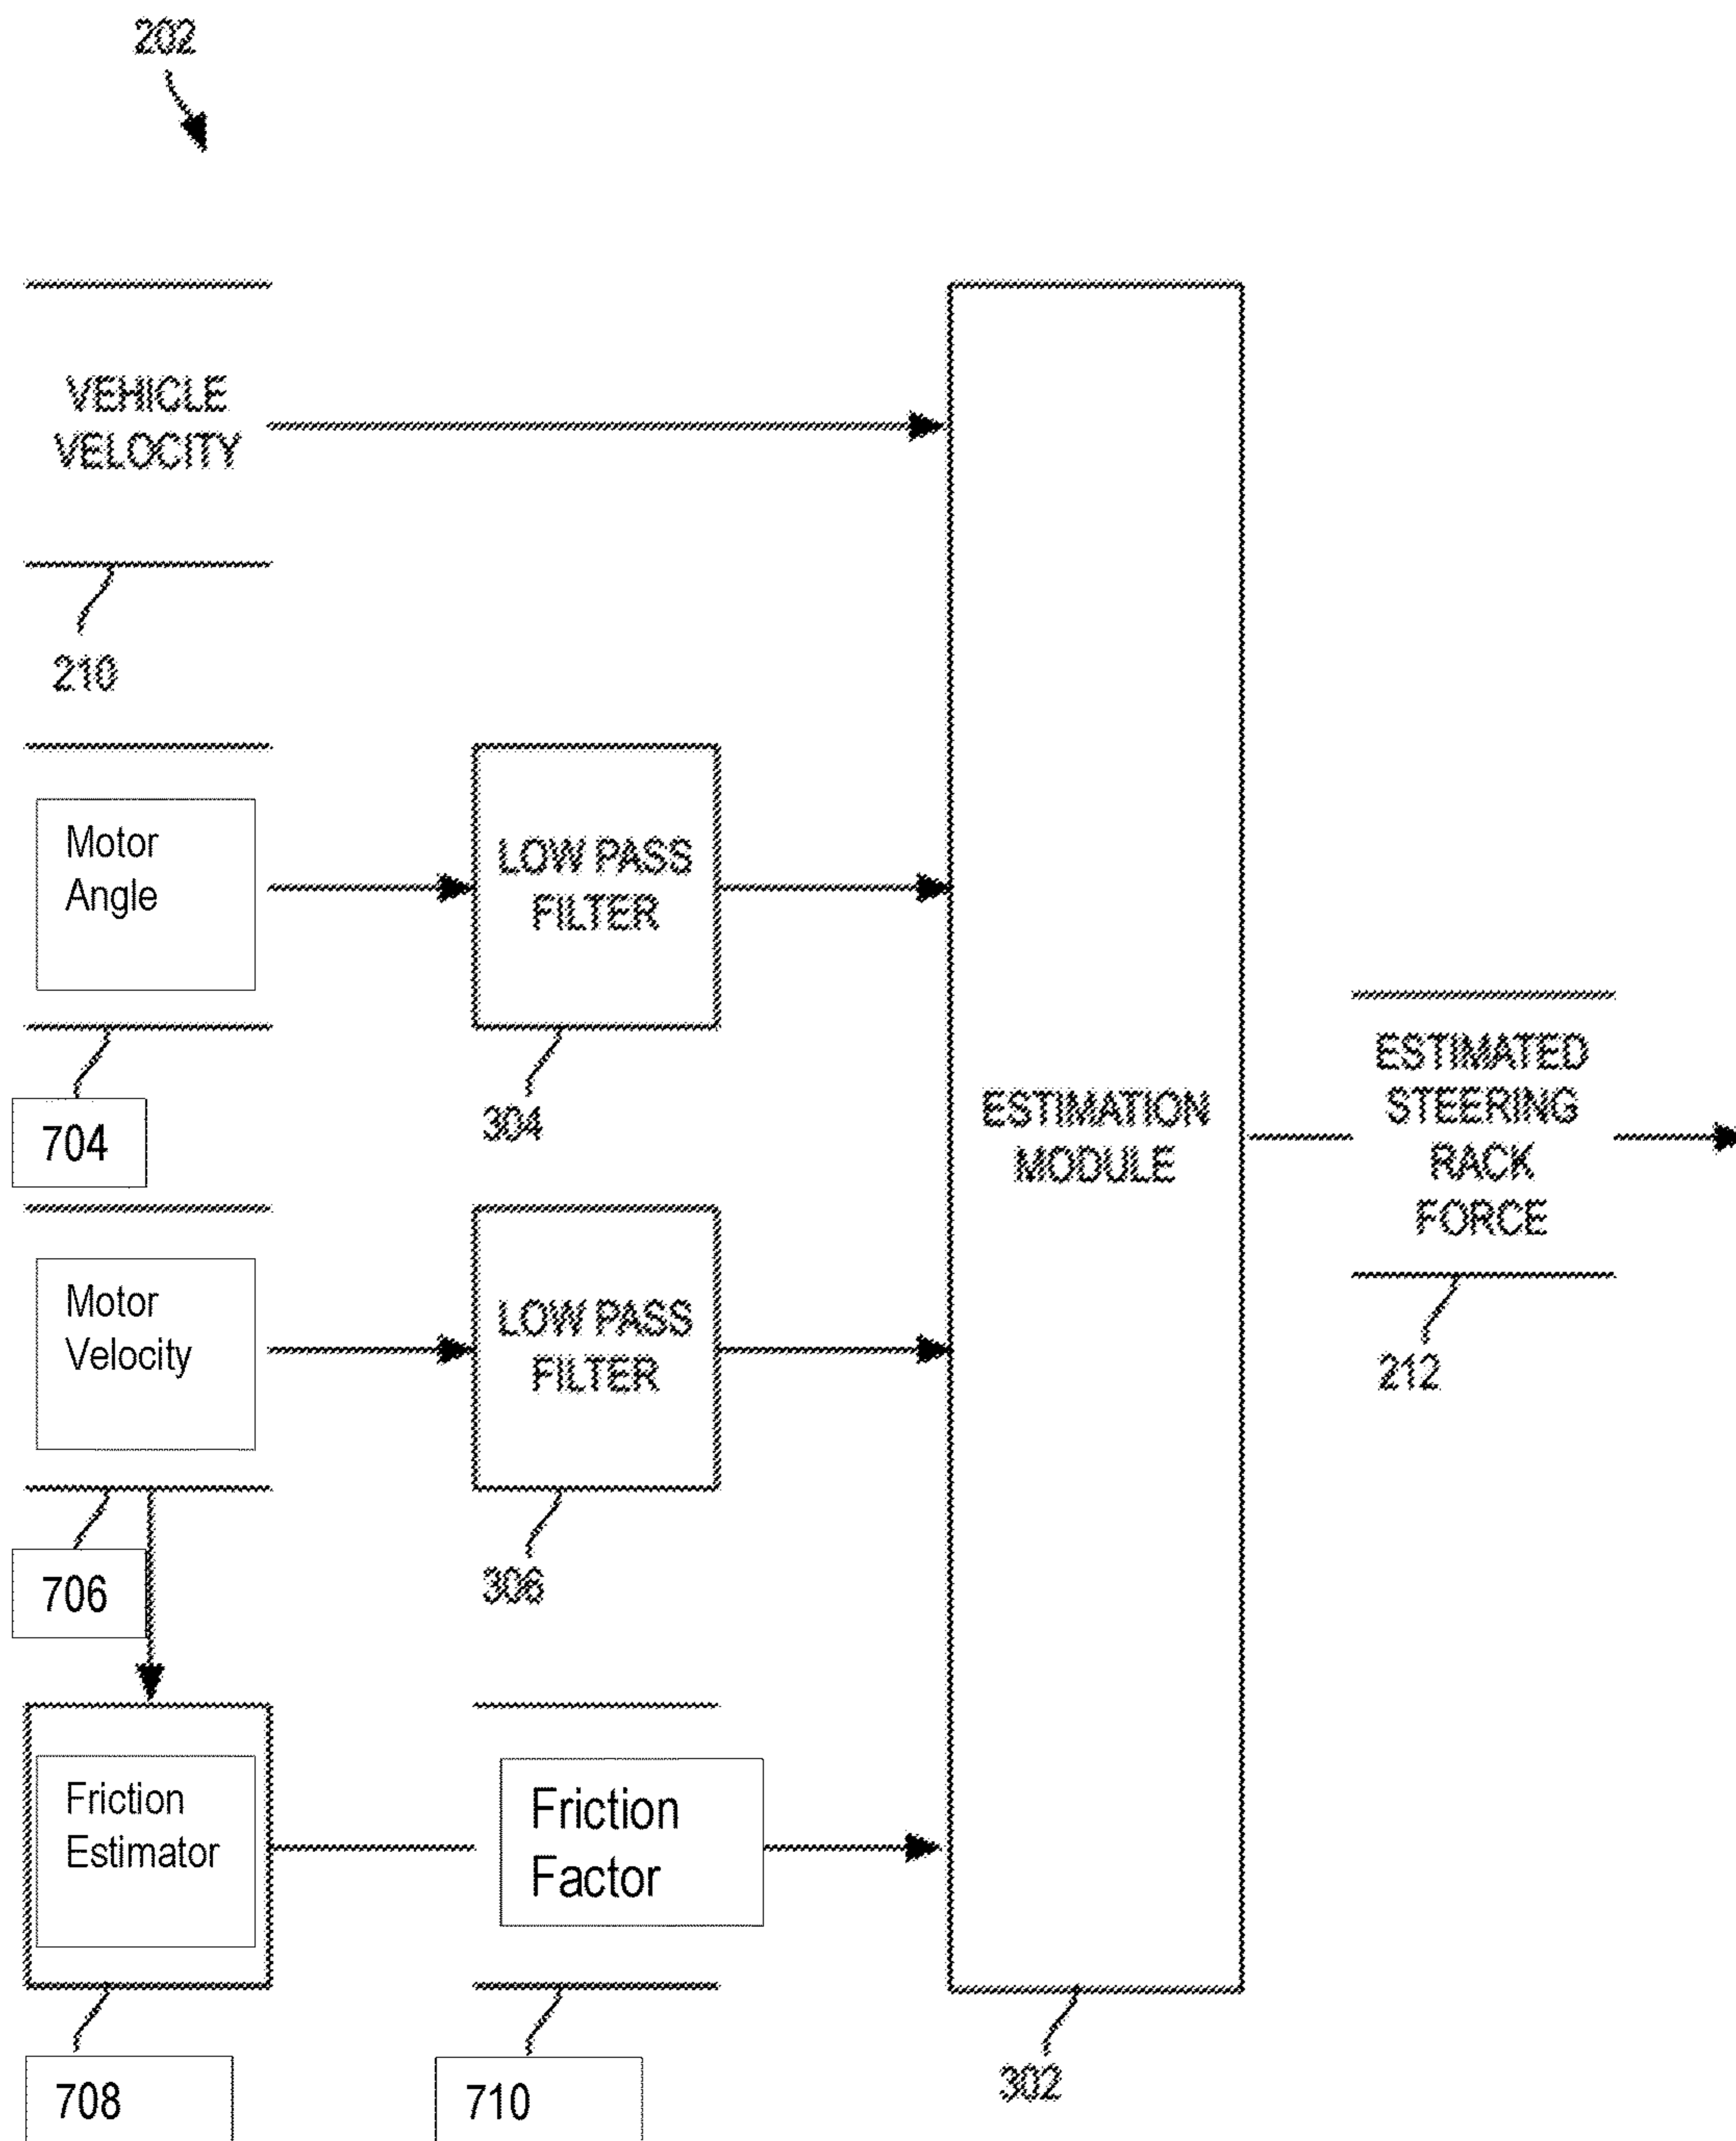 202
VEHICLE
VELOCITY
210
Motor
Angle
LOW PASS
FILTER
704
304
ESTIMATION
MODULE
ESTIMATED
STEERING
RACK
FORCE
212
Motor
Velocity
LOW PASS
FILTER
706
306
Friction
Estimator
Friction
Factor
708
710
302